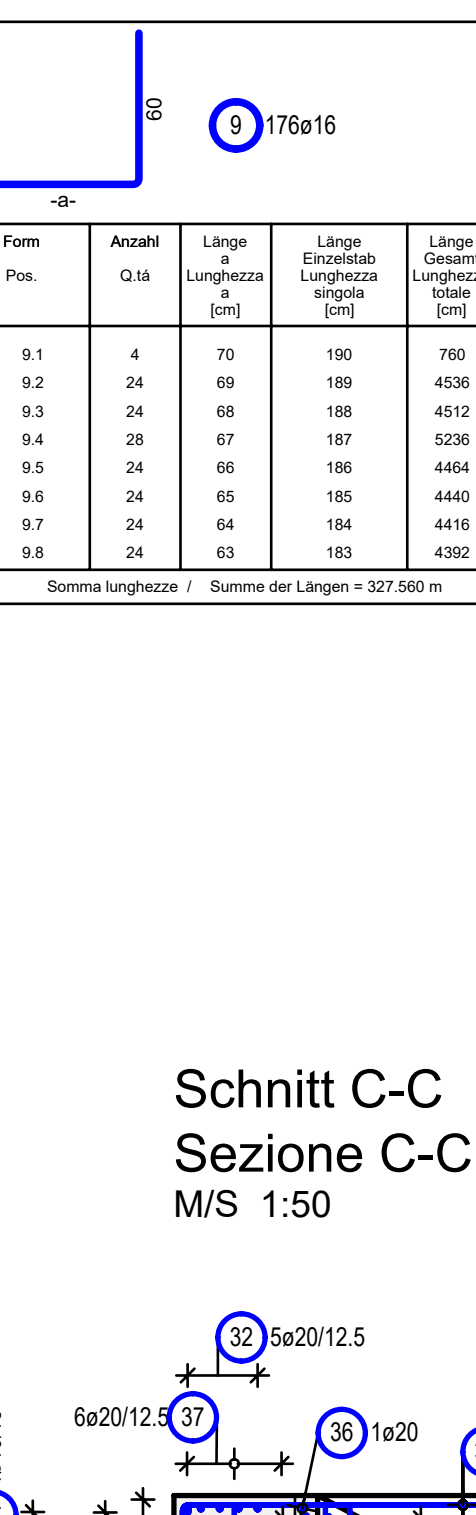 60
9 176ø16
-a-
Form Pos. Anzahl Q.tá Länge a Lunghezza a [cm] Länge Einzelstab Lunghezza singola [cm] Länge totale [cm]
9.1 4 70 190 760
9.2 24 69 189 4536
9.3 24 68 188 4512
9.4 28 67 187 5236
9.5 24 66 186 4464
9.6 24 65 185 4440
9.7 24 64 184 4416
9.8 24 63 183 4392
Somma lunghezze / Summe der Längen = 327.560 m
Schnitt C-C
Sezione C-C
M/S 1:50
32 5ø20/12.5
6ø20/12.5 37
36 1ø20